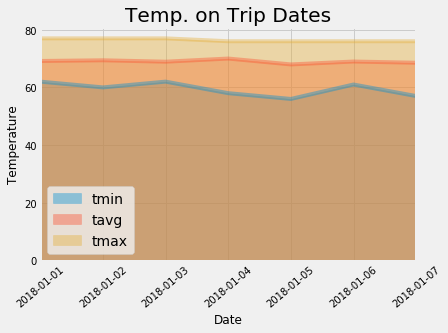 Temp. on Trip Dates
Temperature
80
60
40
20
0
tmin
tavg
tmax
2018-01-01
2018-01-02
2018-01-03
2018-01-04
2018-01-05
2018-01-06
2018-01-07
Date